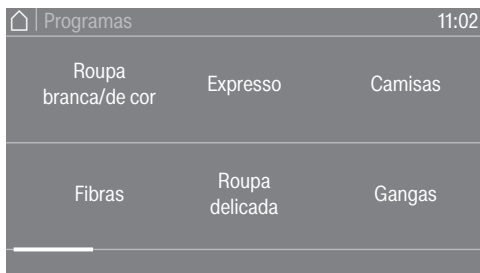 Programas
11:02
Roupa
branca/de cor
Expresso
Camisas
Fibras
Roupa
delicada
Gangas